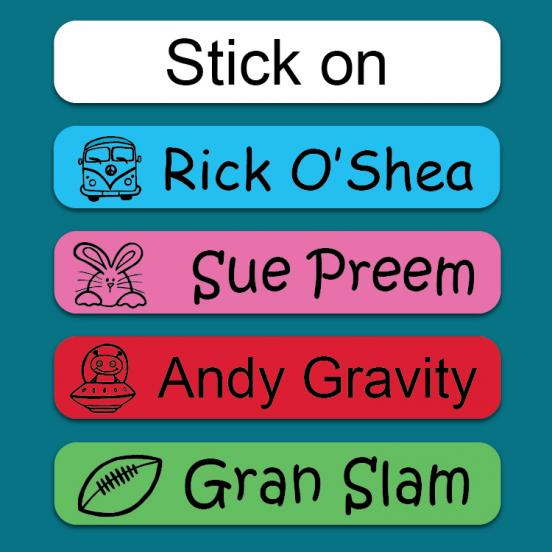 Stick on
Rick O'Shea
Sue Preem
Andy Gravity
Gran Slam